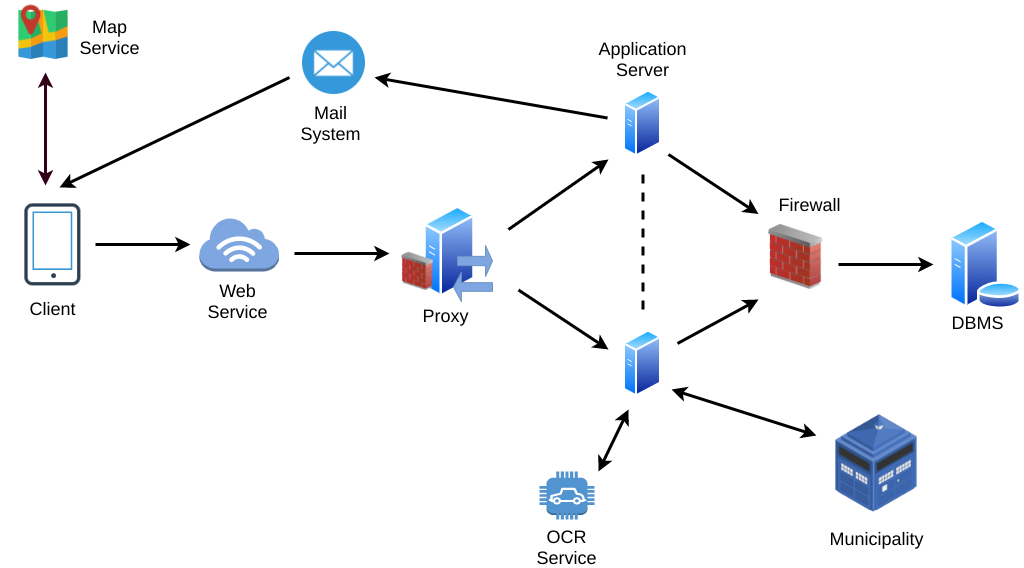 Map
Service
Mail
System
Application
Server
Firewall
Client
Web
Service
Proxy
DBMS
OCR
Service
Municipality